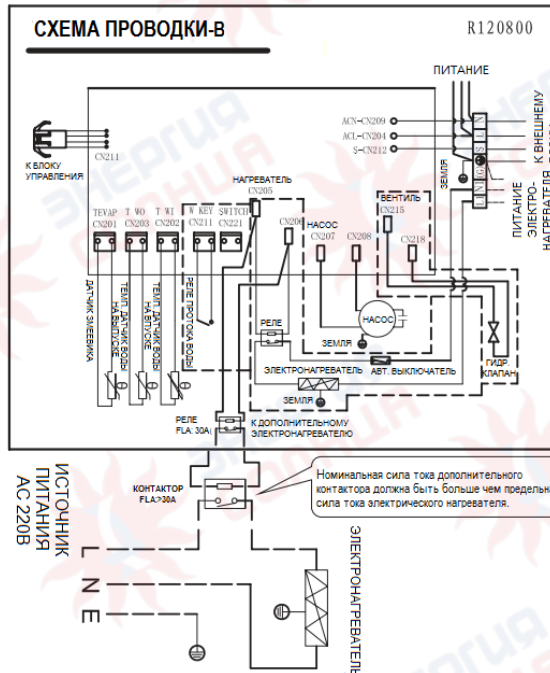 СХЕМА ПРОВОДКИ-B
R120800
ПИТАНИЕ
ACN-CN209
ACL-CN204
S-CN212
N
L
S
G
N
L
К ВНЕШНЕМУ
ЗЕМЛЯ
ПИТАНИЕ
ЭЛЕКТРО-
НАГРЕВАТЕЛЯ
CN211
К БЛОКУ
УПРАВЛЕНИЯ
НАГРЕВАТЕЛЬ
CN205
TEVAP
CN201
T WO
CN203
T WI
CN202
W KEY
CN211
SWITCH
CN221
CN206
НАСОС
CN207
CN208
ВЕНТИЛЬ
CN215
CN218
ДАТЧИК ЗМЕЕВИКА
ТЕМП. ДАТЧИК ВОДЫ
НА ВЫПУСКЕ
ТЕМП. ДАТЧИК ВОДЫ
НА ВПУСКЕ
РЕЛЕ ПРОТОКА ВОДЫ
РЕЛЕ
НАСОС
ЗЕМЛЯ
ЭЛЕКТРОНАГРЕВАТЕЛЬ
АВТ. ВЫКЛЮЧАТЕЛЬ
ГИДР.
КЛАПАН
ЗЕМЛЯ
РЕЛЕ
FLA: 30A(
К ДОПОЛНИТЕЛЬНОМУ
ЭЛЕКТРОНАГРЕВАТЕЛЮ
КОНТАКТОР
FLA>30A
Номинальная сила тока дополнительного
контактора должна быть больше чем предельна
сила тока электрического нагревателя.
ИСТОЧНИК
ПИТАНИЯ
AC 220В
L
N
E
ЭЛЕКТРОНАГРЕВАТЕЛЬ